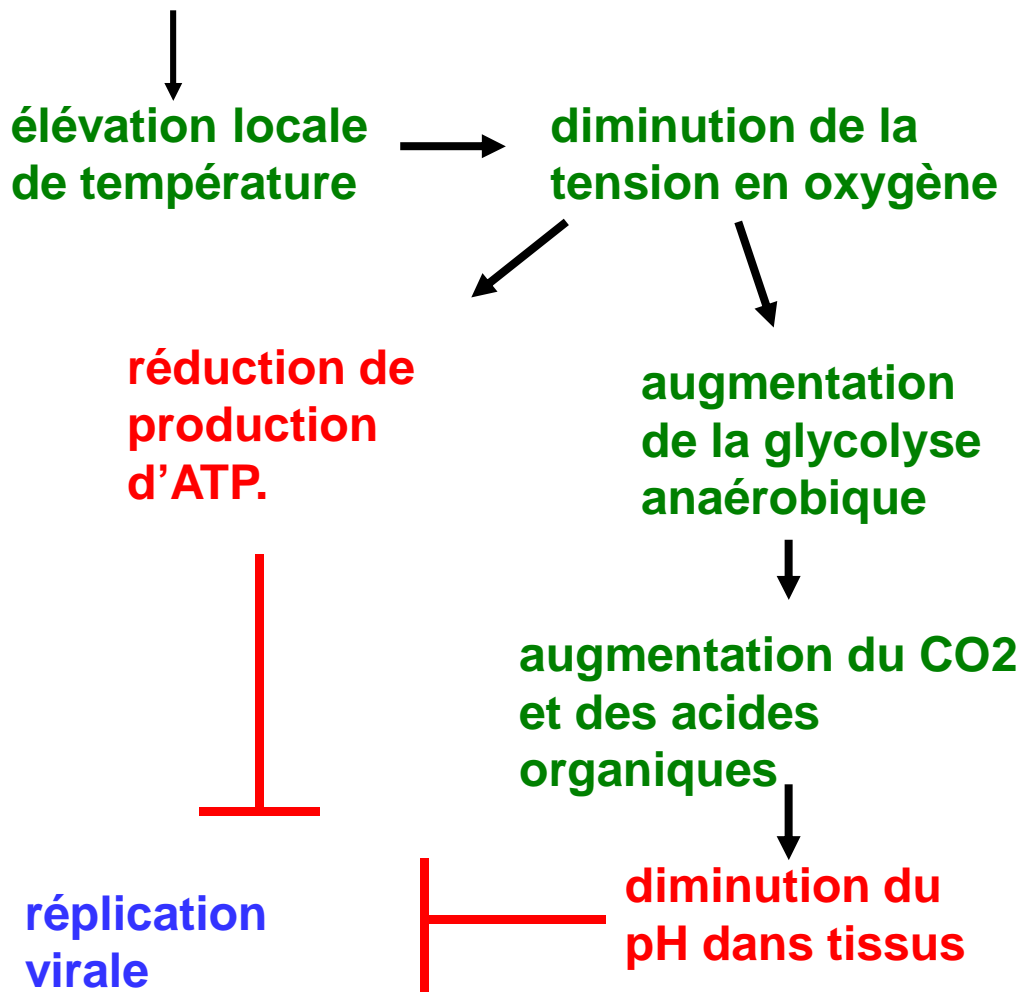 élévation locale
de température
diminution de la
tension en oxygène
réduction de
production
d’ATP.
augmentation
de la glycolyse
anaérobique
augmentation du CO2
et des acides
organiques
diminution du
pH dans tissus
réplication
virale